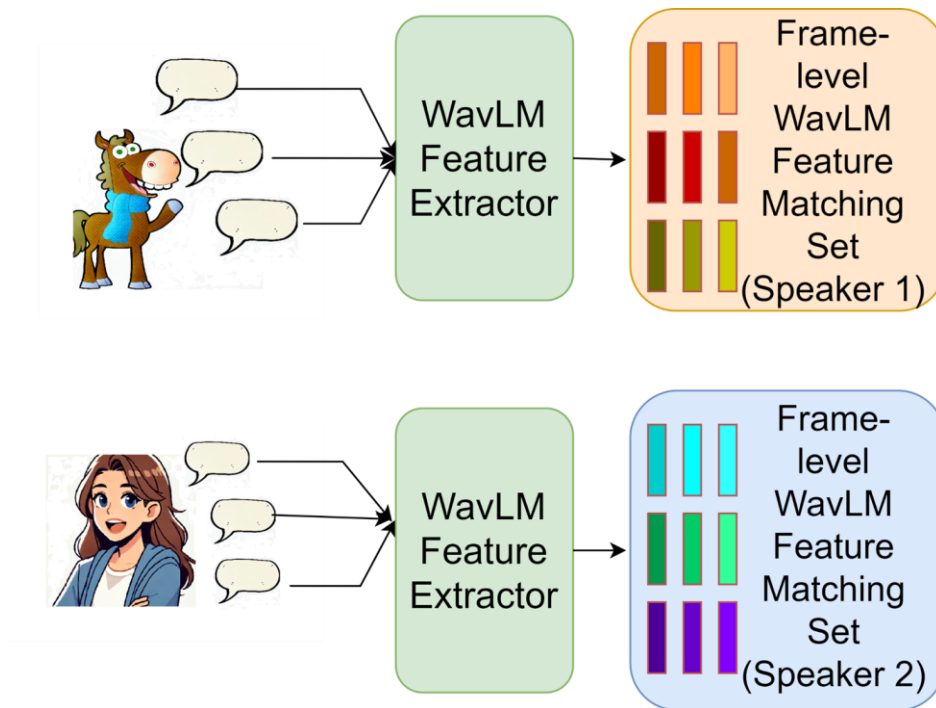 WavLM
Feature
Extractor
Frame-
level
WavLM
Feature
Matching
Set
(Speaker 1)
WavLM
Feature
Extractor
Frame-
level
WavLM
Feature
Matching
Set
(Speaker 2)